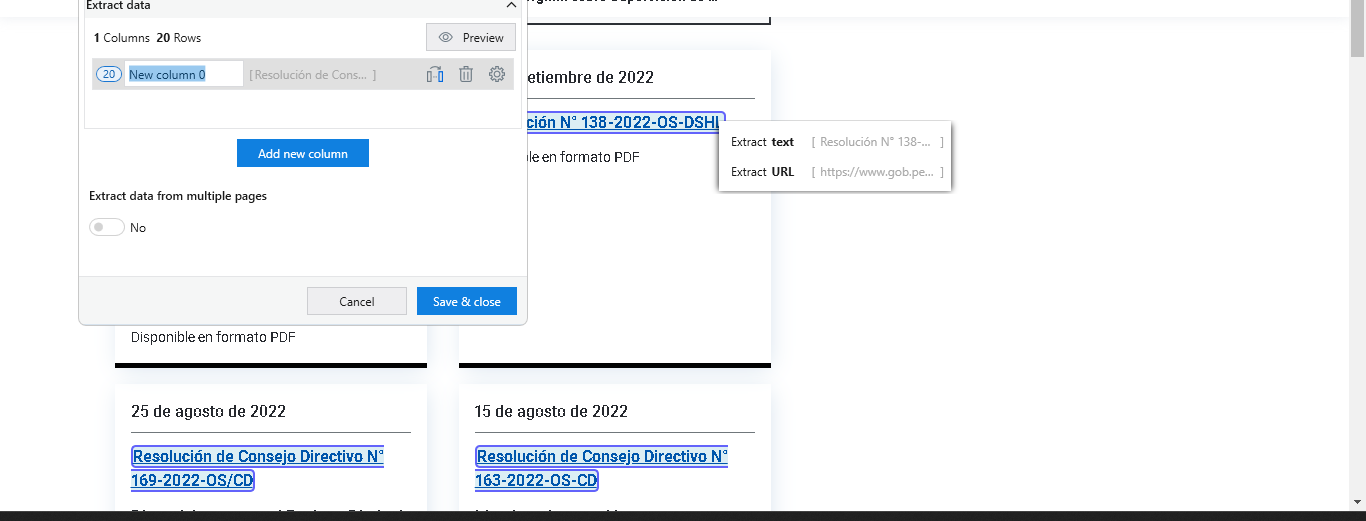 Extract data
1 Columns 20 Rows
Preview
20 New column 0 [Resolución de Cons... ]
Add new column
Extract data from multiple pages
No
Cancel
Save & close
etiembre de 2022
ción N° 138-2022-OS-DSHL
le en formato PDF
Extract text [ Resolución N° 138-... ]
Extract URL [ https://www.gob.pe... ]
Disponible en formato PDF
25 de agosto de 2022
Resolución de Consejo Directivo N°
169-2022-OS/CD
15 de agosto de 2022
Resolución de Consejo Directivo N°
163-2022-OS-CD